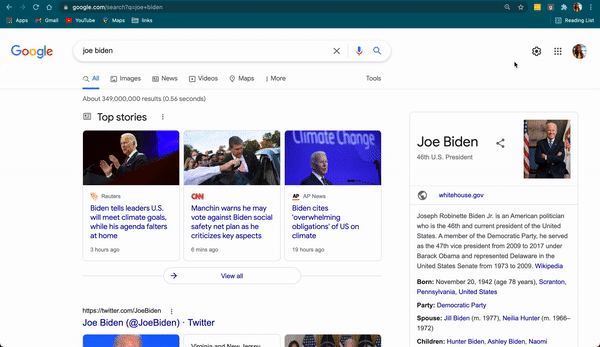 google.com/search?q=joe+biden
Apps Gmail YouTube Maps links Reading List
Google
joe biden
All Images News Videos Maps More Tools
About 349,000,000 results (0.56 seconds)
Top stories
Climate Change
Reuters
Biden tells leaders U.S.
will meet climate goals,
while his agenda falters
at home
3 hours ago
CNN
Manchin warns he may
vote against Biden social
safety net plan as he
criticizes key aspects
6 mins ago
AP AP News
Biden cites
'overwhelming
obligations' of US on
climate
19 hours ago
View all
https://twitter.com/JoeBiden
Joe Biden (@JoeBiden) · Twitter
Virginia and New Jersey,
Joe Biden
46th U.S. President
whitehouse.gov
Joseph Robinette Biden Jr. is an American politician
who is the 46th and current president of the United
States. A member of the Democratic Party, he served
as the 47th vice president from 2009 to 2017 under
Barack Obama and represented Delaware in the
United States Senate from 1973 to 2009. Wikipedia
Born: November 20, 1942 (age 78 years), Scranton,
Pennsylvania, United States
Party: Democratic Party
Spouse: Jill Biden (m. 1977), Neilia Hunter (m. 1966–
1972)
Children: Hunter Biden, Ashley Biden, Naomi